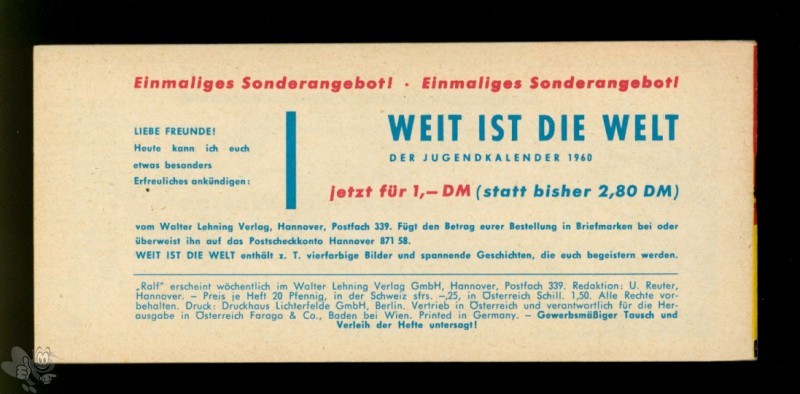 Einmaliges Sonderangebot! · Einmaliges Sonderangebot!
LIEBE FREUNDE!
Heute kann ich euch
etwas besonders
Erfreuliches ankündigen:
WEIT IST DIE WELT
DER JUGENDKALENDER 1960
jetzt für 1,– DM (statt bisher 2,80 DM)
vom Walter Lehning Verlag, Hannover, Postfach 339. Fügt den Betrag eurer Bestellung in Briefmarken bei oder
überweist ihn auf das Postscheckkonto Hannover 871 58.
WEIT IST DIE WELT enthält z. T. vierfarbige Bilder und spannende Geschichten, die euch begeistern werden.
„Ralf" erscheint wöchentlich im Walter Lehning Verlag GmbH, Hannover, Postfach 339. Redaktion: U. Reuter,
Hannover. – Preis je Heft 20 Pfennig, in der Schweiz sfrs. –,25, in Österreich Schill. 1,50. Alle Rechte vor-
behalten. Druck: Druckhaus Lichterfelde GmbH, Berlin. Vertrieb in Österreich und verantwortlich für die Her-
ausgabe in Österreich Farago & Co., Baden bei Wien. Printed in Germany. – Gewerbsmäßiger Tausch und
Verleih der Hefte untersagt!